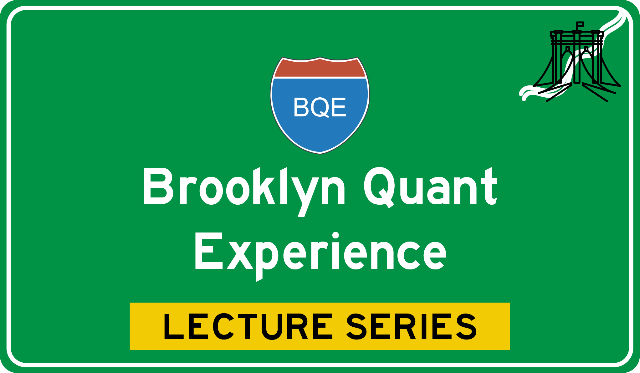 BQE
Brooklyn Quant
Experience
LECTURE SERIES